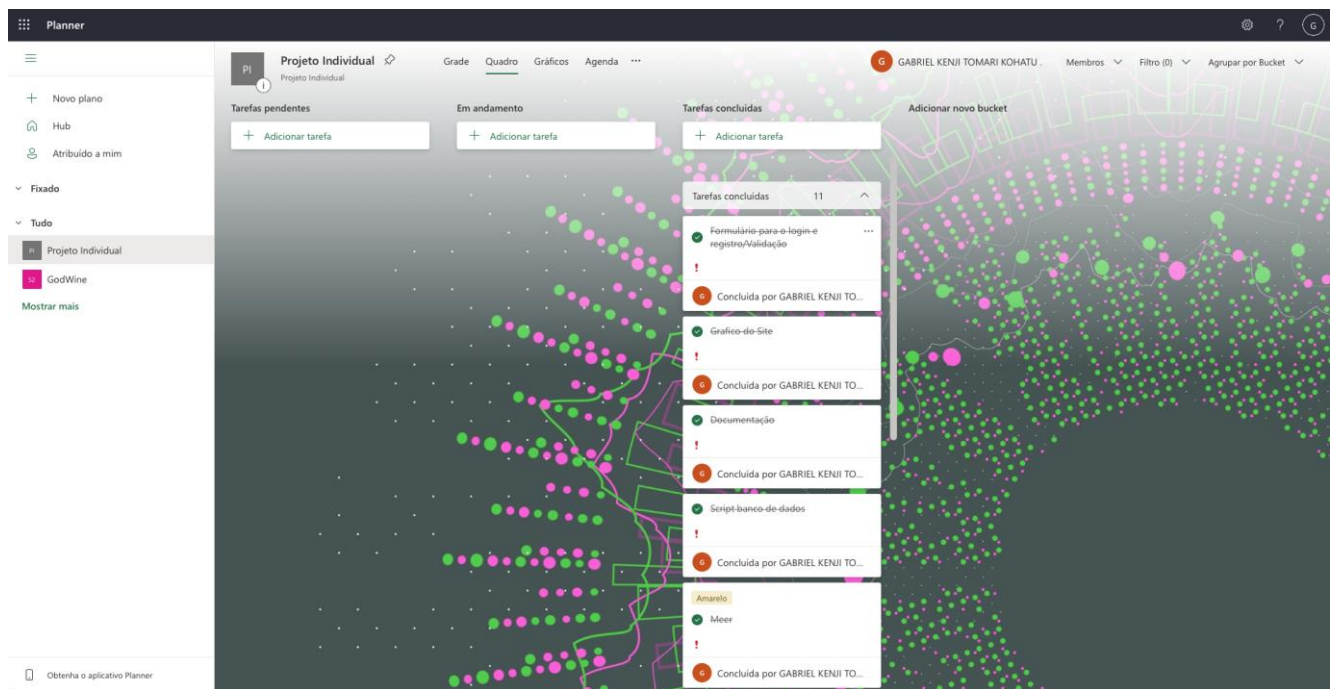 Planner
?
G
Novo plano
Hub
Atribuído a mim
Fixado
Tudo
PI
Projeto Individual
S2
GodWine
Mostrar mais
Obtenha o aplicativo Planner
PI
Projeto Individual
Projeto Individual
Grade Quadro Gráficos Agenda ...
G GABRIEL KENJI TOMARI KOHATU . Membros Filtro (0) Agrupar por Bucket
Tarefas pendentes
+ Adicionar tarefa
Em andamento
+ Adicionar tarefa
Tarefas concluidas
+ Adicionar tarefa
Tarefas concluídas 11
Formulário para o login e
registro/Validação
...
!
G Concluída por GABRIEL KENJI TO...
Grafico do Site
!
G Concluída por GABRIEL KENJI TO...
Documentação
!
G Concluída por GABRIEL KENJI TO...
Script banco de dados
!
G Concluída por GABRIEL KENJI TO...
Amarelo
Meer
!
G Concluída por GABRIEL KENJI TO...
Adicionar novo bucket